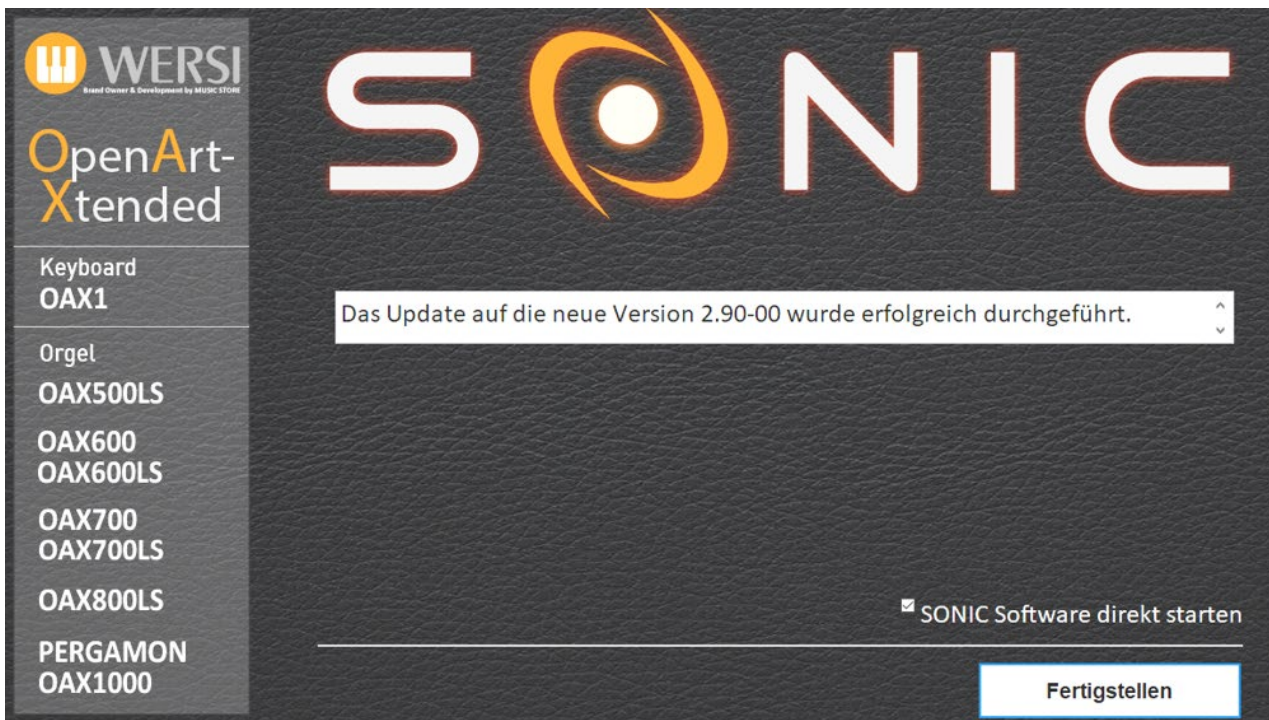 WERSI
Brand Owner & Development by MUSIC STORE
OpenArt-
Xtended
Keyboard
OAX1
Orgel
OAX500LS
OAX600
OAX600LS
OAX700
OAX700LS
OAX800LS
PERGAMON
OAX1000
SONIC
Das Update auf die neue Version 2.90-00 wurde erfolgreich durchgeführt.
SONIC Software direkt starten
Fertigstellen